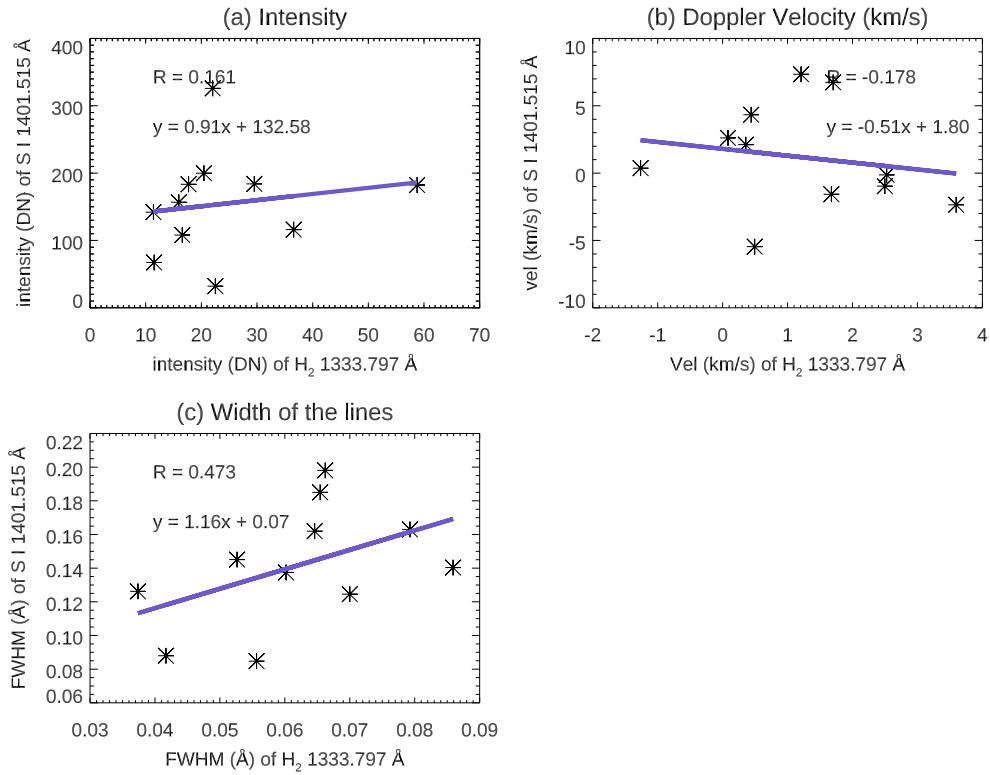 (a) Intensity
400
300
200
100
0
R = 0.161
y = 0.91x + 132.58
intensity (DN) of S I 1401.515 Å
0 10 20 30 40 50 60 70
intensity (DN) of H2 1333.797 Å
(b) Doppler Velocity (km/s)
10
5
0
-5
-10
R = -0.178
y = -0.51x + 1.80
vel (km/s) of S I 1401.515 Å
-2 -1 0 1 2 3 4
Vel (km/s) of H2 1333.797 Å
(c) Width of the lines
0.22
0.20
0.18
0.16
0.14
0.12
0.10
0.08
0.06
R = 0.473
y = 1.16x + 0.07
FWHM (Å) of S I 1401.515 Å
0.03 0.04 0.05 0.06 0.07 0.08 0.09
FWHM (Å) of H2 1333.797 Å